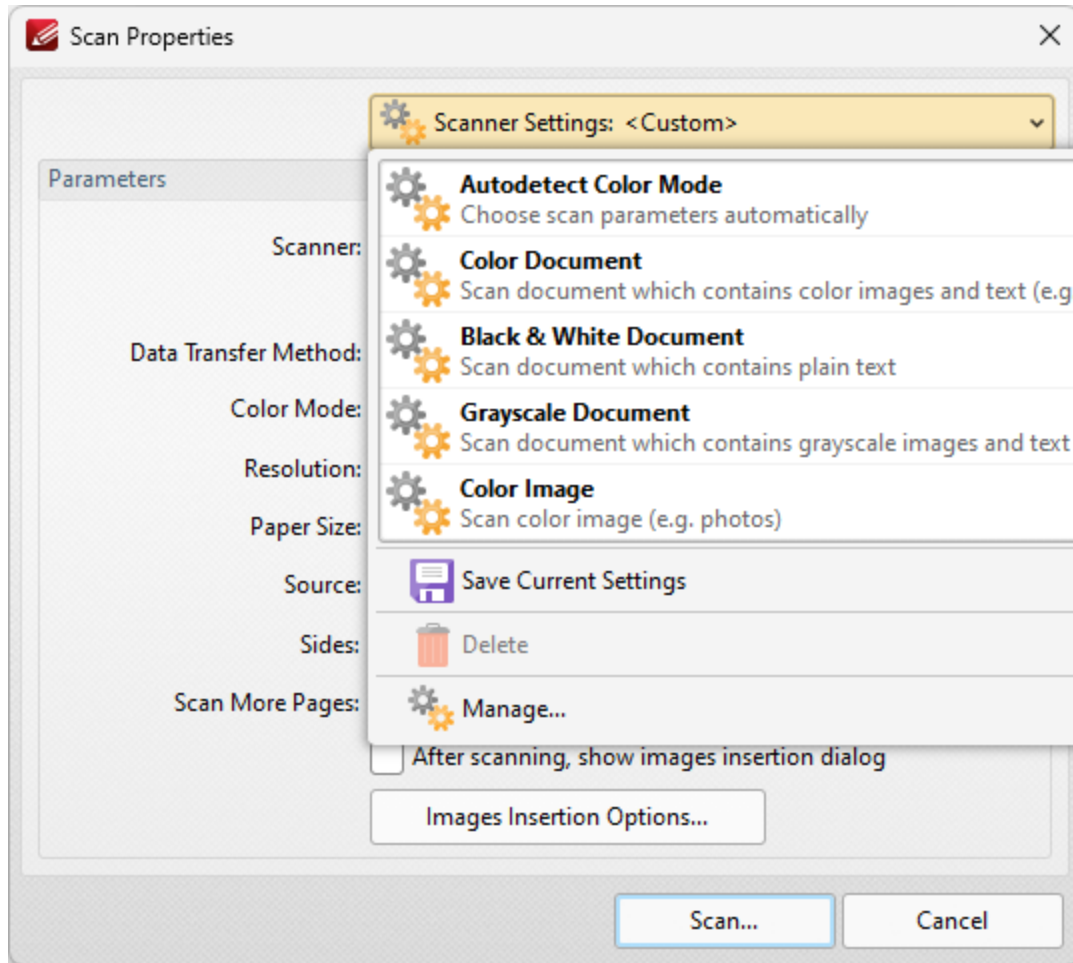 Scan Properties
Scanner Settings: <Custom>
Parameters
Autodetect Color Mode
Choose scan parameters automatically
Scanner:
Color Document
Scan document which contains color images and text (e.g
Black & White Document
Data Transfer Method:
Scan document which contains plain text
Color Mode:
Grayscale Document
Scan document which contains grayscale images and text
Resolution:
Color Image
Scan color image (e.g. photos)
Paper Size:
Source:
Save Current Settings
Sides:
Delete
Scan More Pages:
Manage...
After scanning, show images insertion dialog
Images Insertion Options...
Scan...
Cancel